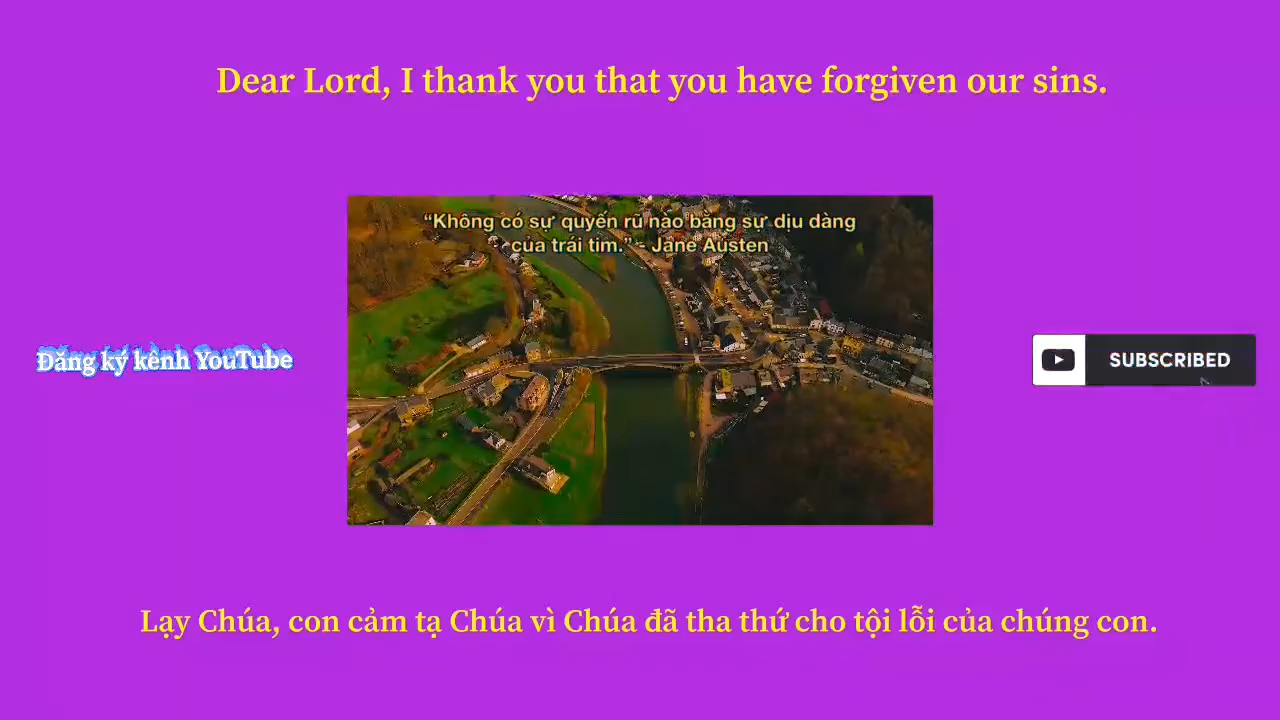 Dear Lord, I thank you that you have forgiven our sins.
“Không có sự quyến rũ nào bằng sự dịu dàng
của trái tim.” - Jane Austen
Đăng ký kênh YouTube
SUBSCRIBED
Lạy Chúa, con cảm tạ Chúa vì Chúa đã tha thứ cho tội lỗi của chúng con.